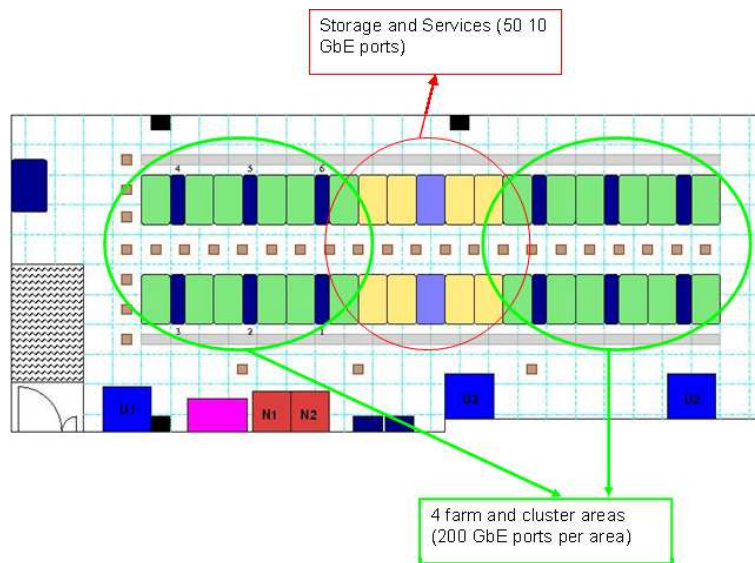 Storage and Services (50 10
GbE ports)
4 5 6
3 2 1
U1 N1 N2 U3 U2
4 farm and cluster areas
(200 GbE ports per area)